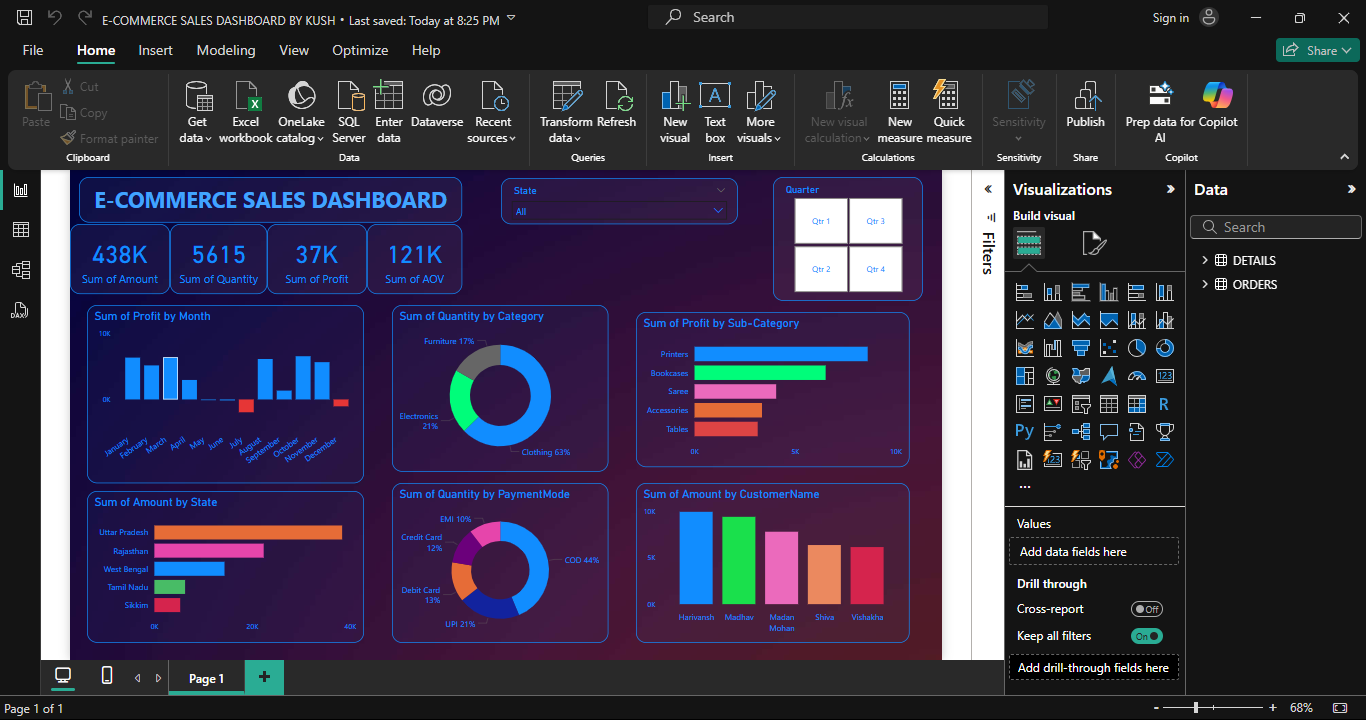 E-COMMERCE SALES DASHBOARD BY KUSH • Last saved: Today at 8:25 PM
Search
Sign in
File
Home
Insert
Modeling
View
Optimize
Help
Share
Paste
Cut
Copy
Format painter
Clipboard
Get data
Excel workbook
OneLake catalog
SQL Server
Enter data
Dataverse
Recent sources
Data
Transform data
Refresh
Queries
New visual
Text box
More visuals
Insert
New visual calculation
New measure
Quick measure
Calculations
Sensitivity
Sensitivity
Publish
Share
Prep data for AI
Copilot
Copilot
E-COMMERCE SALES DASHBOARD
State
All
Quarter
Qtr 1
Qtr 3
Qtr 2
Qtr 4
438K
Sum of Amount
5615
Sum of Quantity
37K
Sum of Profit
121K
Sum of AOV
Sum of Profit by Month
10K
0K
January
February
March
April
May
June
July
August
September
October
November
December
Sum of Quantity by Category
Furniture 17%
Electronics
21%
Clothing 63%
Sum of Profit by Sub-Category
Printers
Bookcases
Saree
Accessories
Tables
0K
5K
10K
Sum of Amount by State
Uttar Pradesh
Rajasthan
West Bengal
Tamil Nadu
Sikkim
0K
20K
40K
Sum of Quantity by PaymentMode
EMI 10%
Credit Card
12%
COD 44%
Debit Card
13%
UPI 21%
Sum of Amount by CustomerName
10K
5K
0K
Harivansh
Madhav
Madan
Mohan
Shiva
Vishakha
Filters
Visualizations
Build visual
123
R
Py
123
...
Values
Add data fields here
Drill through
Cross-report
Off
Keep all filters
On
Add drill-through fields here
Data
Search
DETAILS
ORDERS
DAX
Page 1
+
Page 1 of 1
-
+
68%